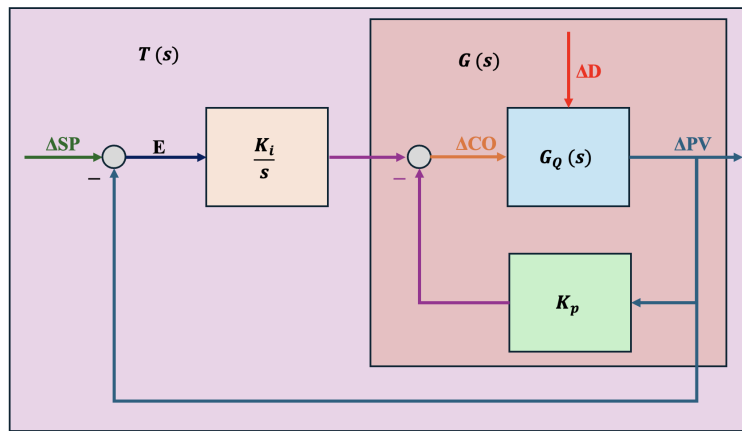 T (s)
G (s)
ΔD
ΔSP
E
K_i
s
ΔCO
G_Q (s)
ΔPV
−
−
K_p